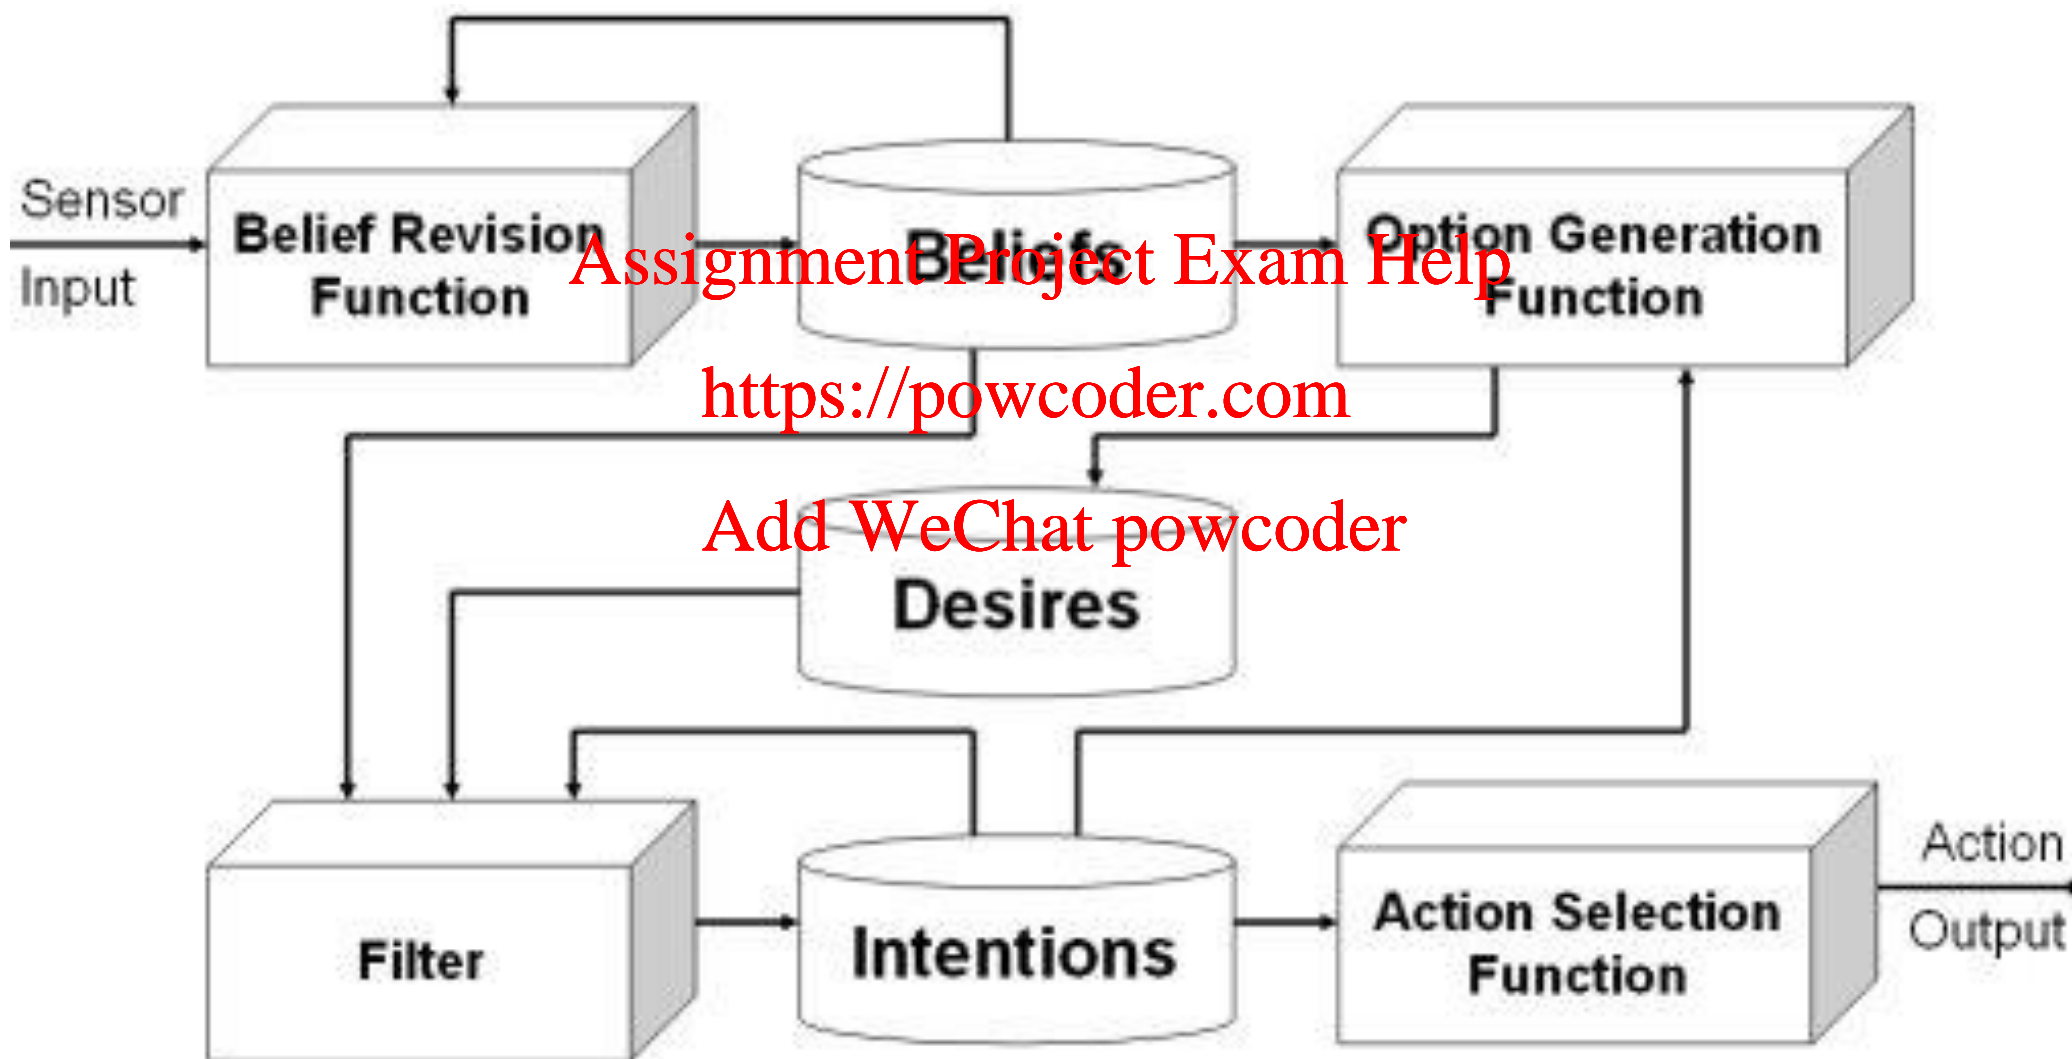 Sensor
Input
Belief Revision
Function
Beliefs
Option Generation
Function
Assignment Project Exam Help
https://powcoder.com
Add WeChat powcoder
Desires
Filter
Intentions
Action Selection
Function
Action
Output